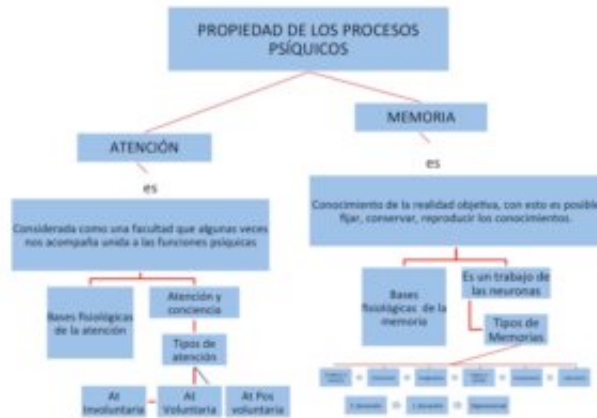 PROPIEDAD DE LOS PROCESOS
PSÍQUICOS
ATENCIÓN
MEMORIA
es
es
Considerada como una facultad que algunas veces
nos acompaña unida a las funciones psíquicas
Conocimiento de la realidad objetiva, con esto es posible
fijar, conservar, reproducir los conocimientos.
Bases fisiológicas
de la atención
Atención y
conciencia
Bases
fisiológicas de la
memoria
Es un trabajo de
las neuronas
Tipos de
atención
Tipos de
Memorias
At
Involuntaria
At
Voluntaria
At Pos
voluntaria